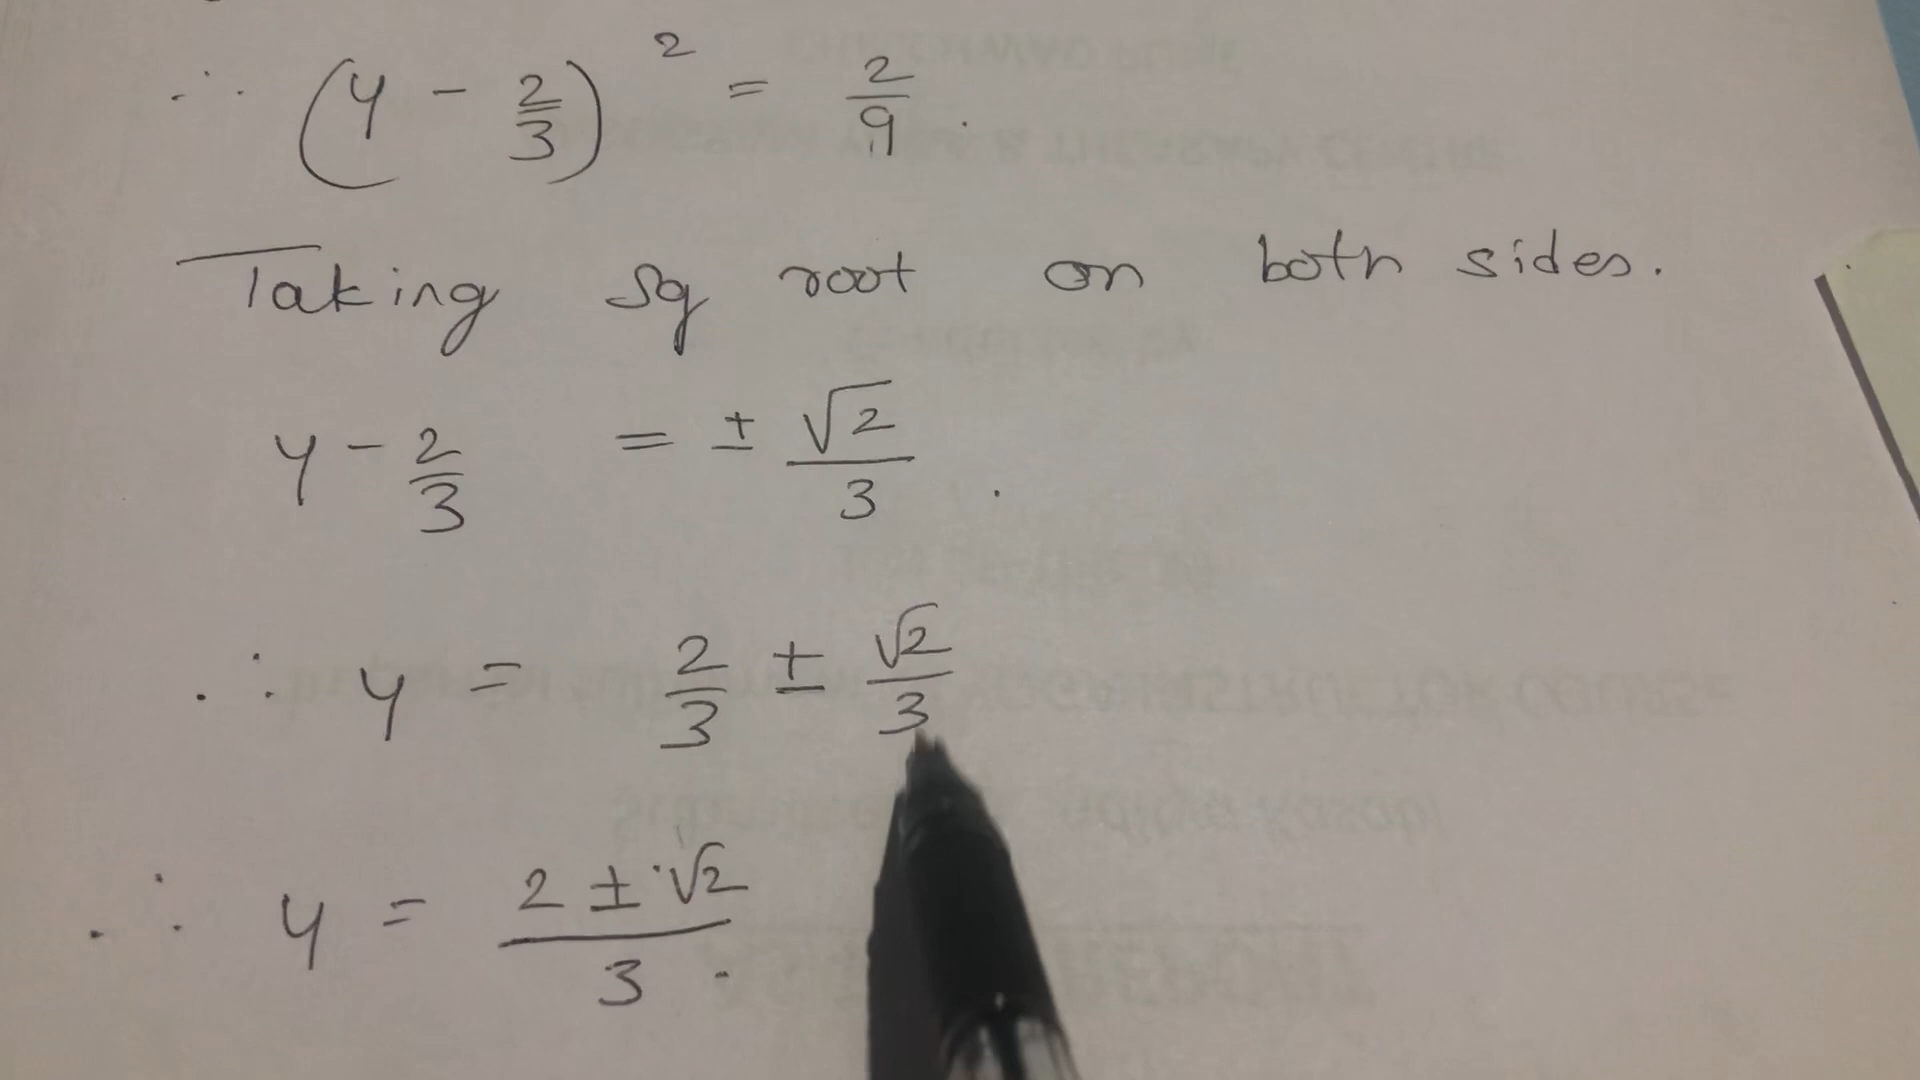 ∴ (y - 2/3)² = 2/9.
Taking sq root on both sides.
y - 2/3 = ± √2/3.
∴ y = 2/3 ± √2/3
∴ y = (2 ± √2)/3.